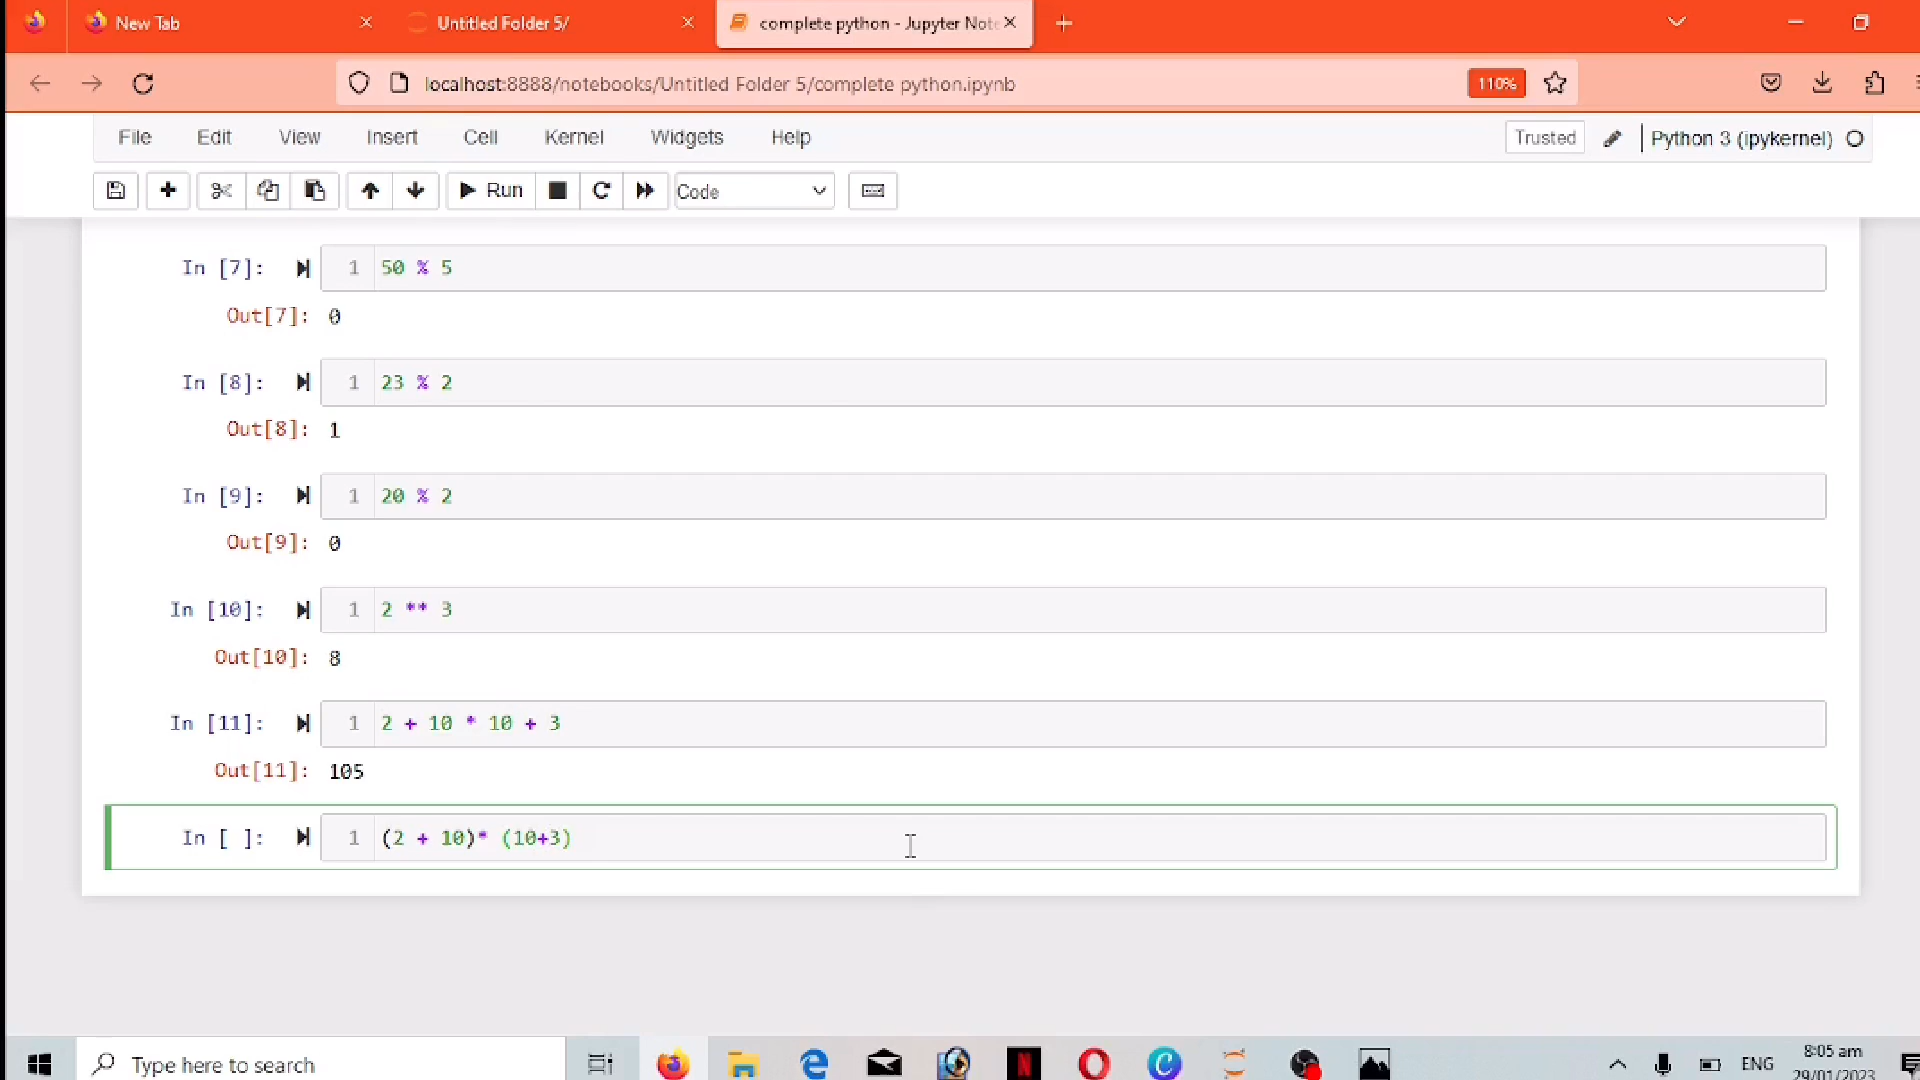 New Tab
Untitled Folder 5/
complete python - Jupyter Not
localhost:8888/notebooks/Untitled Folder 5/complete python.ipynb
110%
File Edit View Insert Cell Kernel Widgets Help
Trusted
Python 3 (ipykernel)
Run
Code
In [7]: 1 50 % 5
Out[7]: 0
In [8]: 1 23 % 2
Out[8]: 1
In [9]: 1 20 % 2
Out[9]: 0
In [10]: 1 2 ** 3
Out[10]: 8
In [11]: 1 2 + 10 * 10 + 3
Out[11]: 105
In [ ]: 1 (2 + 10)* (10+3)
Type here to search
ENG
8:05 am
29/01/2023